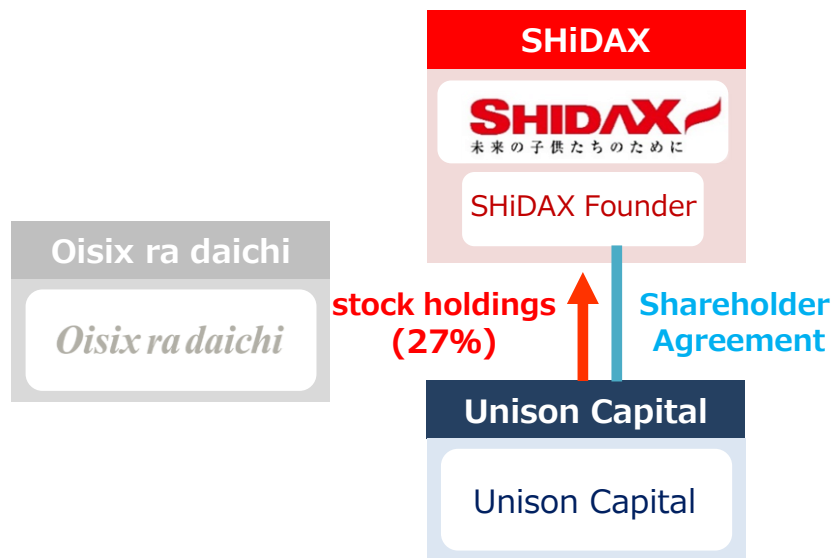 SHiDAX
SHIDAX
未来の子供たちのために
SHiDAX Founder
Oisix ra daichi
Oisix ra daichi
stock holdings
(27%)
Shareholder
Agreement
Unison Capital
Unison Capital